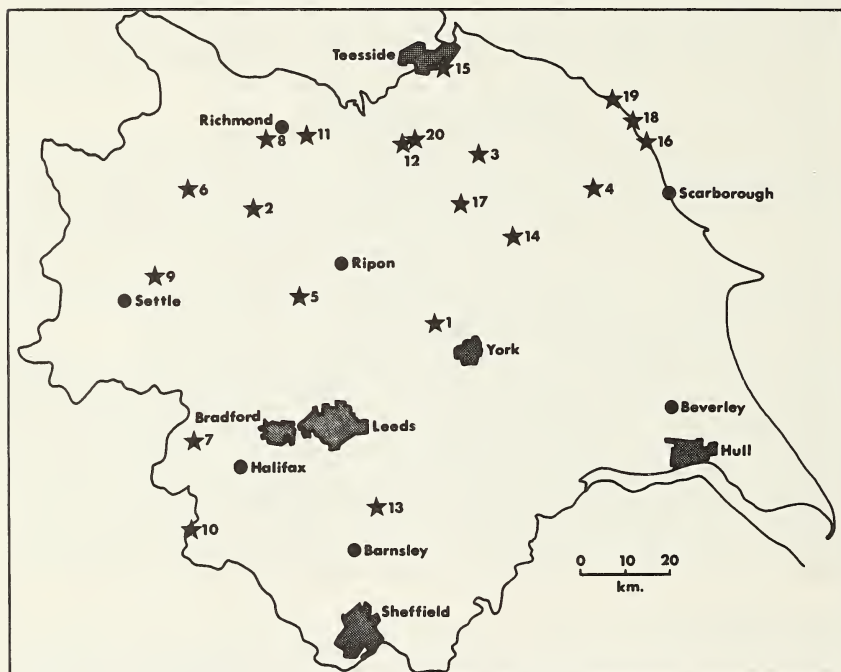 Teesside
15
19
18
16
Richmond
8
11
12
20
3
6
2
17
4
Scarborough
14
Ripon
9
Settle
5
1
York
Bradford
Leeds
Beverley
7
Halifax
Hull
13
10
Barnsley
0 10 20
km.
Sheffield